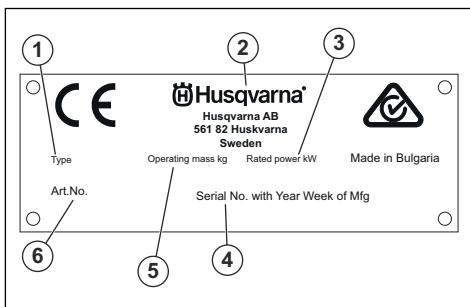 1
2
3
CE
Husqvarna
Husqvarna AB
561 82 Huskvarna
Sweden
Type
Operating mass kg
Rated power kW
Made in Bulgaria
Art.No.
Serial No. with Year Week of Mfg
6
5
4